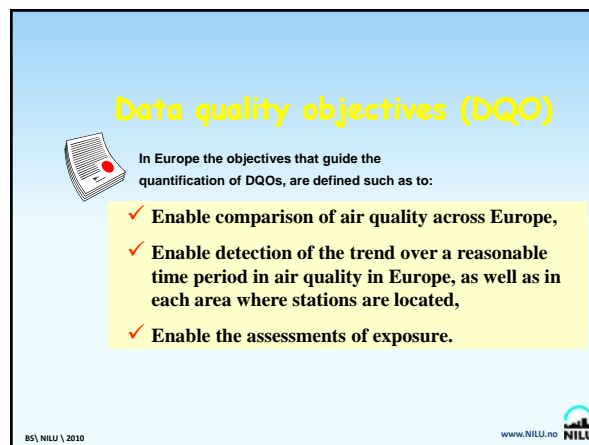 Data quality objectives (DQO)
In Europe the objectives that guide the
quantification of DQOs, are defined such as to:
✓ Enable comparison of air quality across Europe,
✓ Enable detection of the trend over a reasonable
time period in air quality in Europe, as well as in
each area where stations are located,
✓ Enable the assessments of exposure.
BS\ NILU \ 2010
www.NILU.no
NILU